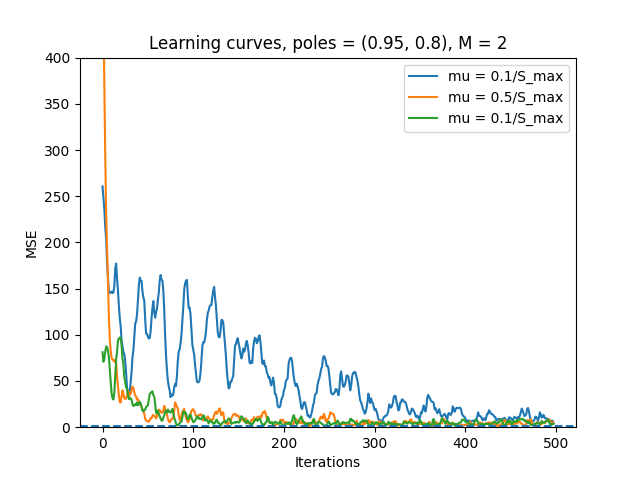 Learning curves, poles = (0.95, 0.8), M = 2
400
350
300
250
200
150
100
50
0
MSE
mu = 0.1/S_max
mu = 0.5/S_max
mu = 0.1/S_max
0 100 200 300 400 500
Iterations